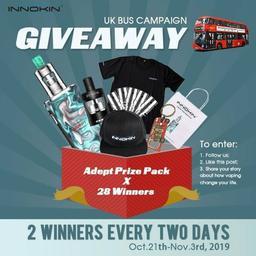 INNOKIN
UK BUS CAMPAIGN
GIVEAWAY
INNOKIN
INNOKIN
To enter:
1. Follow us;
2. Like this post;
3. Share your story
about how vaping
change your life.
Adept Prize Pack
X
28 Winners
2 WINNERS EVERY TWO DAYS
Oct.21th-Nov.3rd, 2019